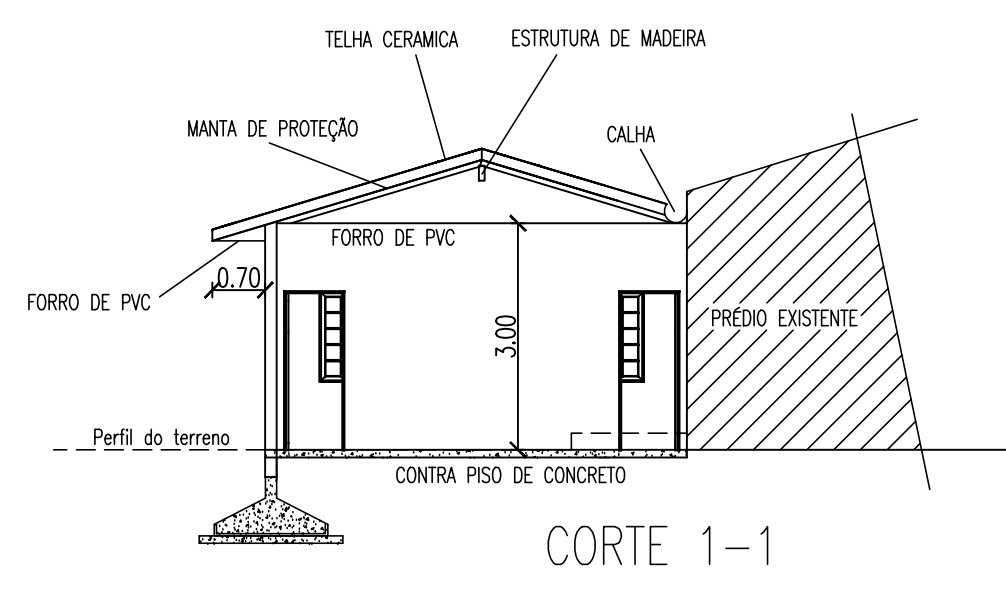 TELHA CERAMICA
ESTRUTURA DE MADEIRA
MANTA DE PROTEÇÃO
CALHA
FORRO DE PVC
0.70
FORRO DE PVC
3.00
PRÉDIO EXISTENTE
Perfil do terreno
CONTRA PISO DE CONCRETO
CORTE 1-1